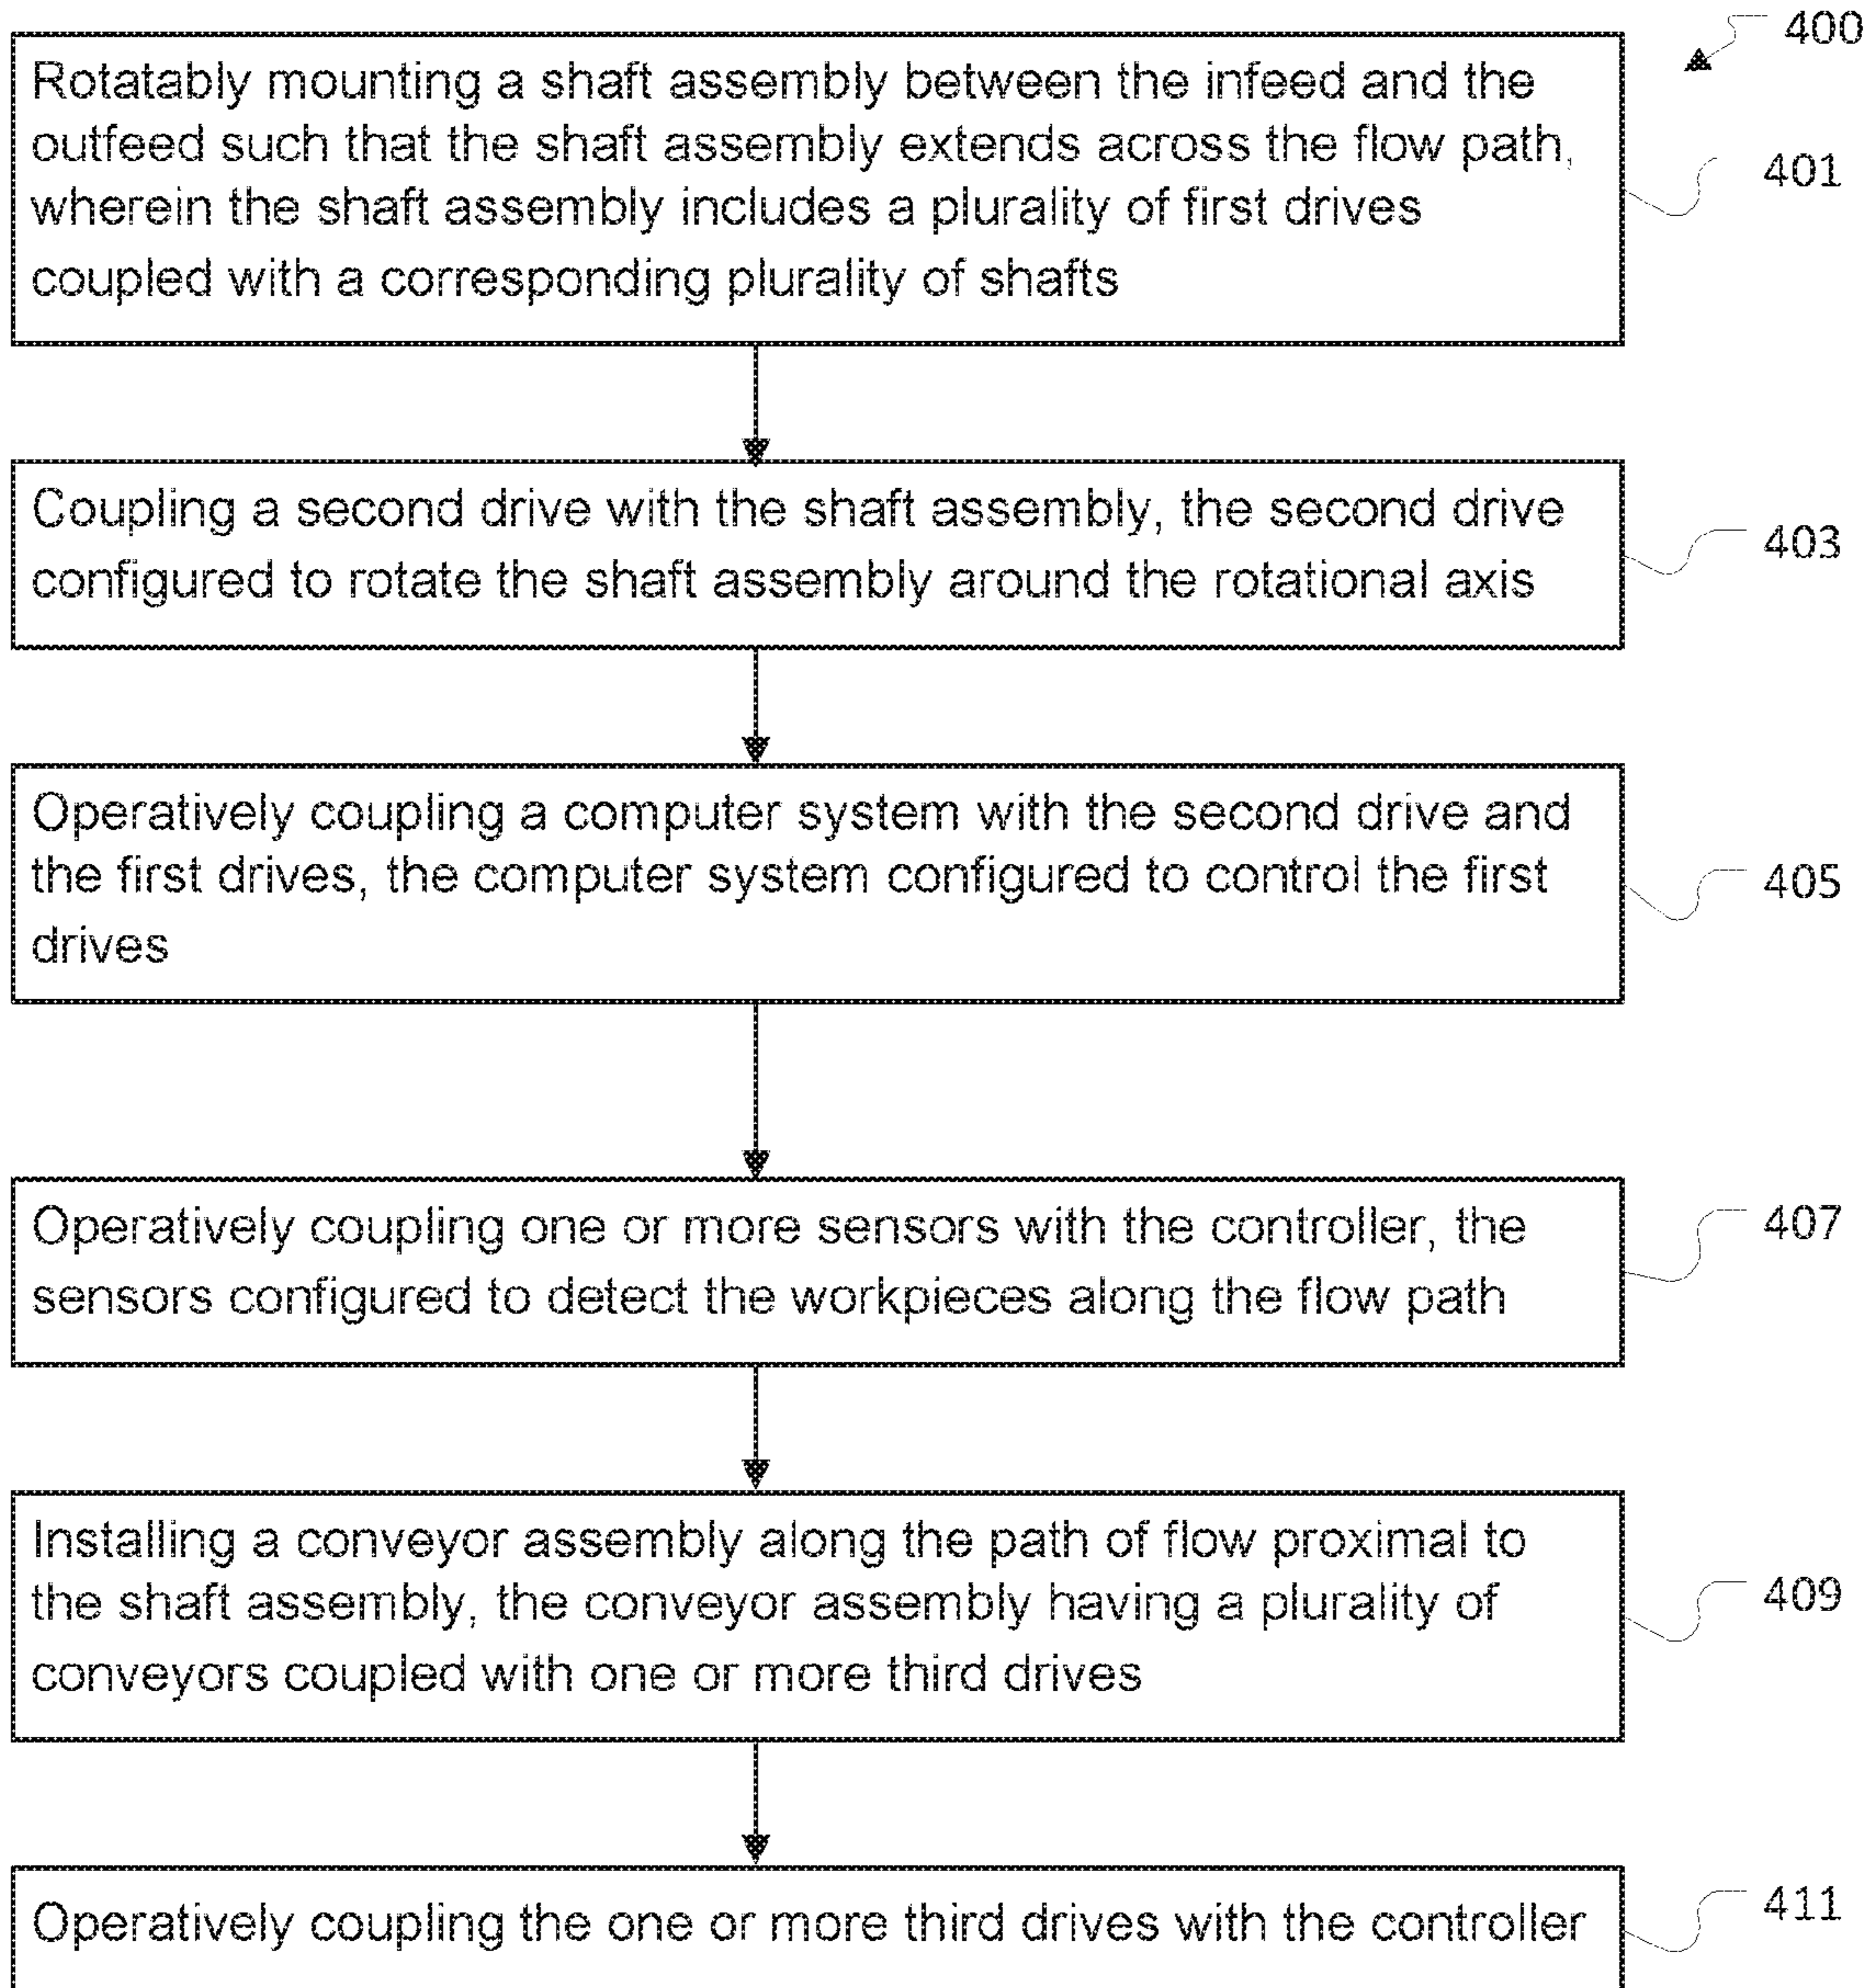 400
Rotatably mounting a shaft assembly between the infeed and the
outfeed such that the shaft assembly extends across the flow path,
wherein the shaft assembly includes a plurality of first drives
coupled with a corresponding plurality of shafts
401
Coupling a second drive with the shaft assembly, the second drive
configured to rotate the shaft assembly around the rotational axis
403
Operatively coupling a computer system with the second drive and
the first drives, the computer system configured to control the first
drives
405
Operatively coupling one or more sensors with the controller, the
sensors configured to detect the workpieces along the flow path
407
Installing a conveyor assembly along the path of flow proximal to
the shaft assembly, the conveyor assembly having a plurality of
conveyors coupled with one or more third drives
409
Operatively coupling the one or more third drives with the controller
411